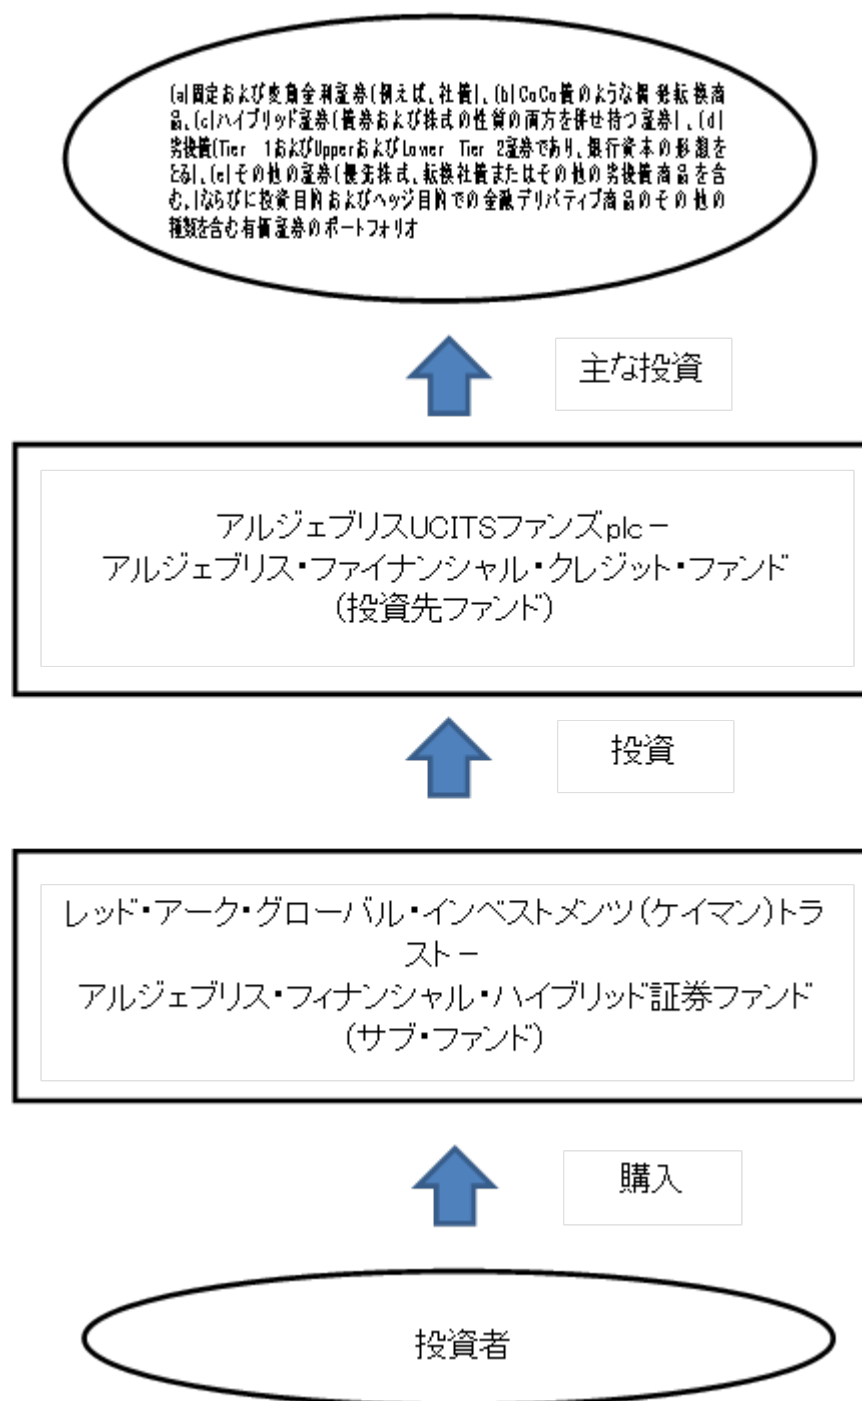 (a)固定および変動金利証券(例えば、社債)、(b)CoCo債のような偶発転換商
品、(c)ハイブリッド証券(債券および株式の性質の両方を併せ持つ証券)、(d)
劣後債(Tier 1およびUpperおよびLower Tier 2証券であり、銀行資本の形態を
とる)、(e)その他の証券(優先株式、転換社債またはその他の劣後債商品を含
む。)ならびに投資目的およびヘッジ目的での金融デリバティブ商品のその他の
種類を含む有価証券のポートフォリオ
主な投資
アルジェブリスUCITSファンズplc－
アルジェブリス・ファイナンシャル・クレジット・ファンド
(投資先ファンド)
投資
レッド・アーク・グローバル・インベストメンツ(ケイマン)トラ
スト－
アルジェブリス・フィナンシャル・ハイブリッド証券ファンド
(サブ・ファンド)
購入
投資者